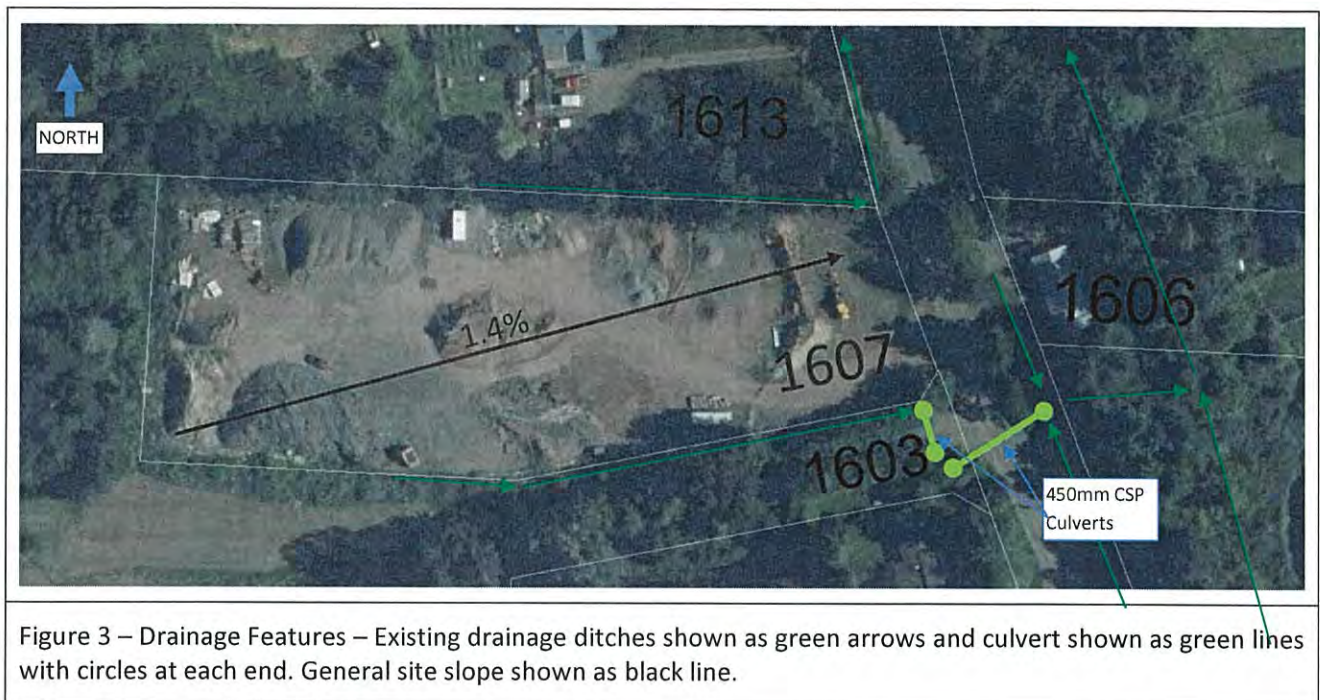 NORTH
1613
1606
1.4%
1607
1603
450mm CSP
Culverts
Figure 3 – Drainage Features – Existing drainage ditches shown as green arrows and culvert shown as green lines
with circles at each end. General site slope shown as black line.